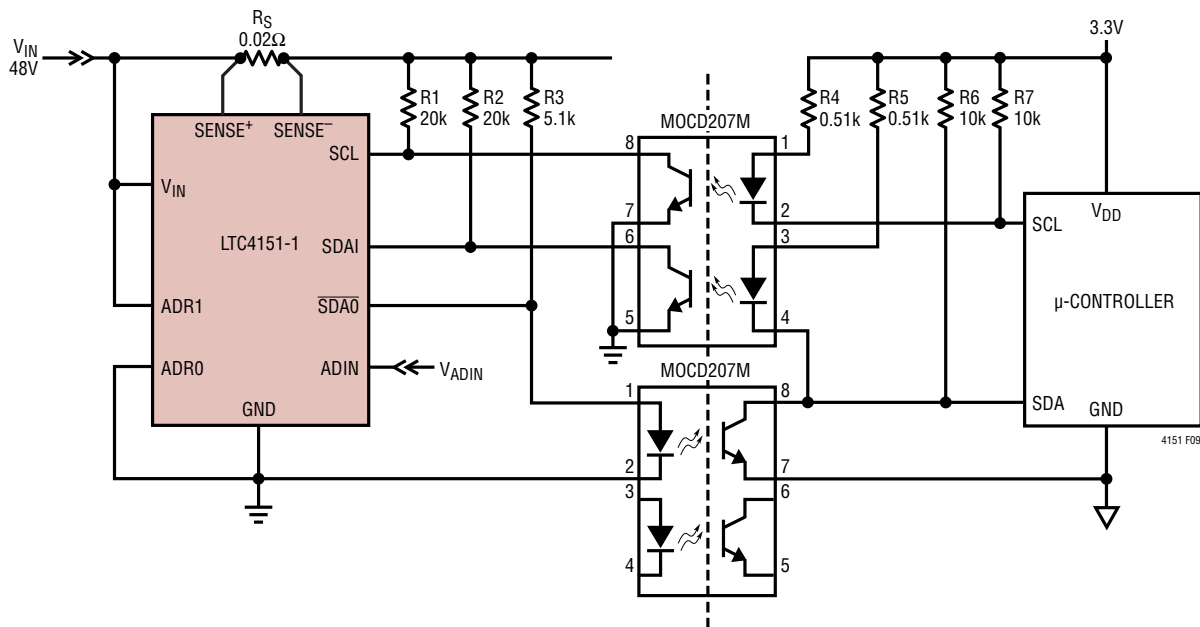 V_IN
48V
R_S
0.02Ω
3.3V
R1
20k
R2
20k
R3
5.1k
R4
0.51k
R5
0.51k
R6
10k
R7
10k
SENSE⁺
SENSE⁻
SCL
V_IN
LTC4151-1
SDAI
ADR1
S̅D̅A̅0̅
ADR0
ADIN
V_ADIN
GND
MOCD207M
8
7
6
5
1
2
3
4
MOCD207M
1
2
3
4
8
7
6
5
V_DD
SCL
µ-CONTROLLER
SDA
GND
4151 F09